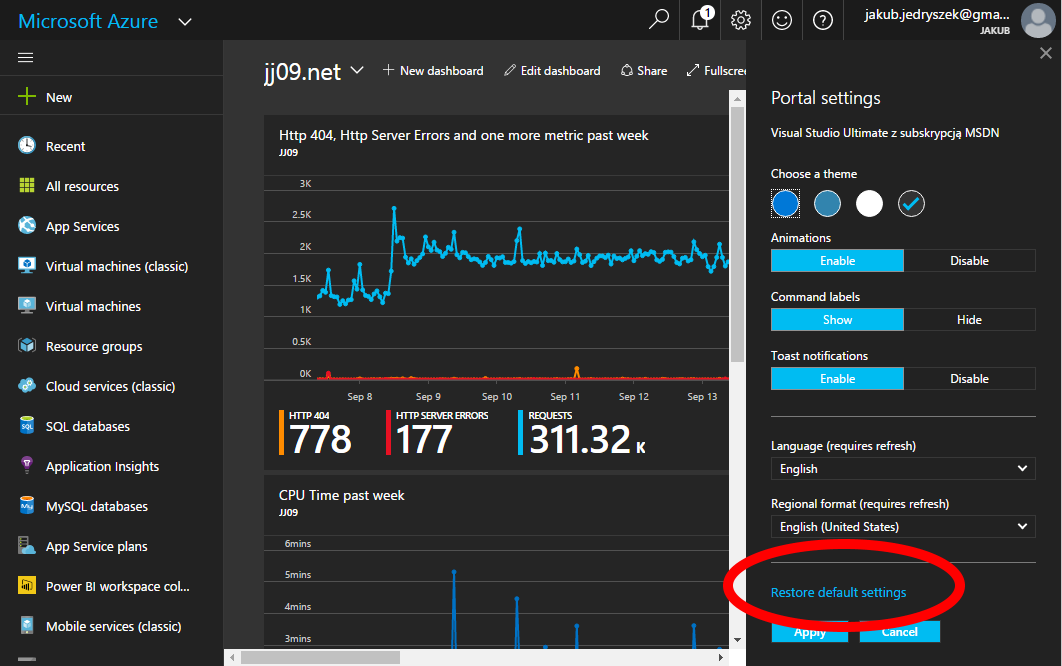 Microsoft Azure
1
jakub.jedryszek@gma...
JAKUB
New
Recent
All resources
App Services
Virtual machines (classic)
Virtual machines
Resource groups
Cloud services (classic)
SQL databases
Application Insights
MySQL databases
App Service plans
Power BI workspace col...
Mobile services (classic)
jj09.net
New dashboard
Edit dashboard
Share
Fullscree
Http 404, Http Server Errors and one more metric past week
JJ09
3K
2.5K
2K
1.5K
1K
0.5K
0K
Sep 8 Sep 9 Sep 10 Sep 11 Sep 12 Sep 13
HTTP 404
778
HTTP SERVER ERRORS
177
REQUESTS
311.32 K
CPU Time past week
JJ09
6mins
5mins
4mins
3mins
Portal settings
Visual Studio Ultimate z subskrypcją MSDN
Choose a theme
Animations
Enable Disable
Command labels
Show Hide
Toast notifications
Enable Disable
Language (requires refresh)
English
Regional format (requires refresh)
English (United States)
Restore default settings
Apply Cancel